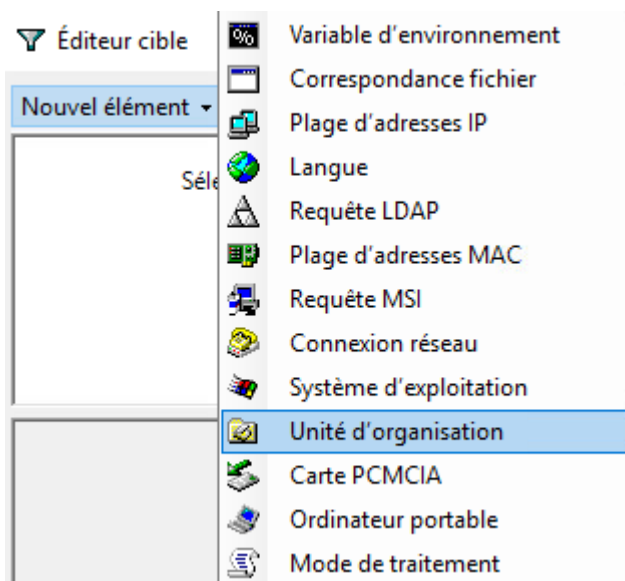 Éditeur cible
Nouvel élément
Séle
Variable d'environnement
Correspondance fichier
Plage d'adresses IP
Langue
Requête LDAP
Plage d'adresses MAC
Requête MSI
Connexion réseau
Système d'exploitation
Unité d'organisation
Carte PCMCIA
Ordinateur portable
Mode de traitement